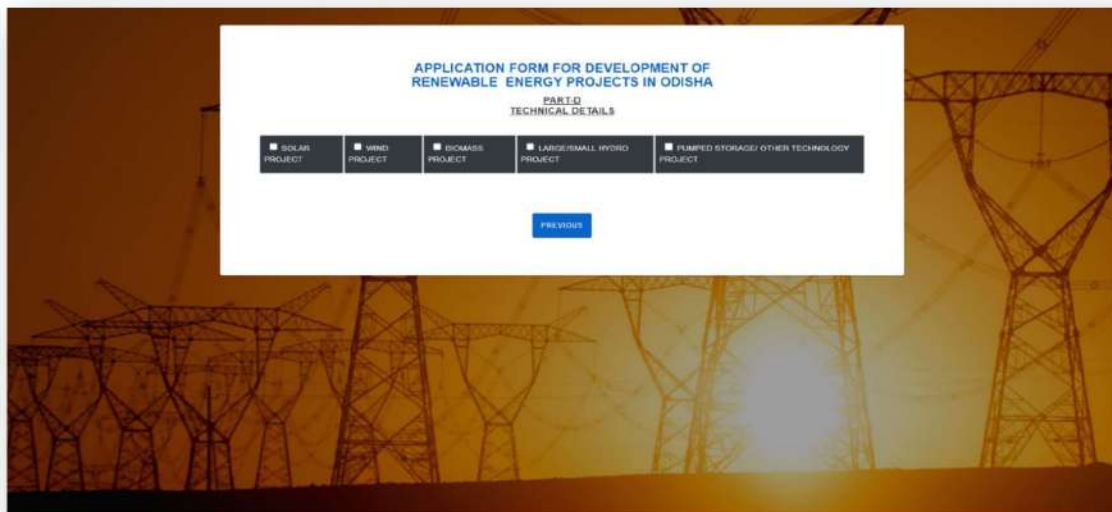 APPLICATION FORM FOR DEVELOPMENT OF
RENEWABLE ENERGY PROJECTS IN ODISHA
PART-D
TECHNICAL DETAILS
SOLAR PROJECT
WIND PROJECT
BIOMASS PROJECT
LARGE/SMALL HYDRO PROJECT
PUMPED STORAGE/ OTHER TECHNOLOGY PROJECT
PREVIOUS